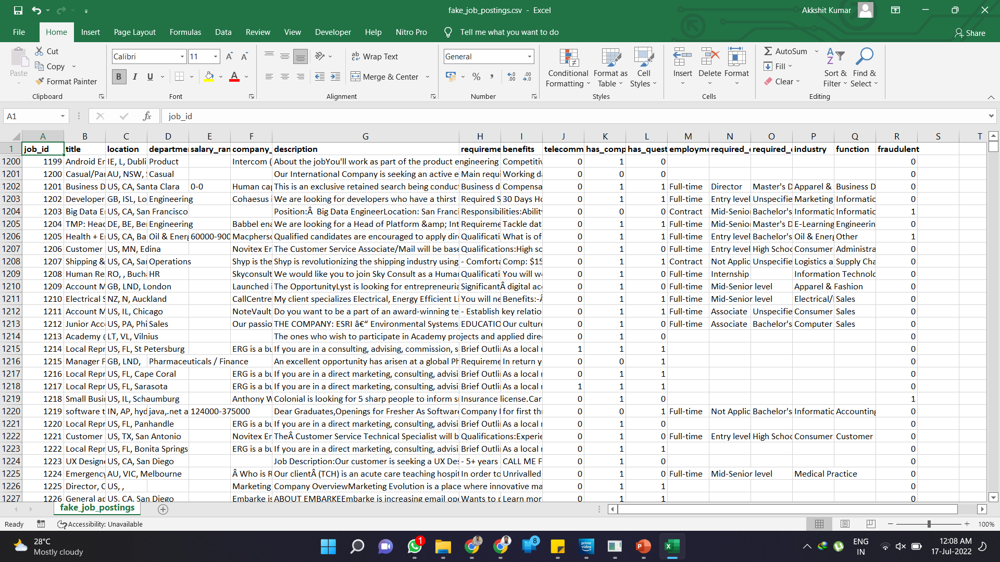 fake_job_postings.csv - Excel
Akkshit Kumar
File Home Insert Page Layout Formulas Data Review View Developer Help Nitro Pro Tell me what you want to do Share
Paste Cut Copy Format Painter Clipboard
Calibri 11 B I U A Font
Wrap Text Merge & Center Alignment
General % , Number
Conditional Formatting Format as Table Cell Styles Styles
Insert Delete Format Cells
AutoSum Fill Clear Sort & Filter Find & Select Editing
A1 fx job_id
A B C D E F G H I J K L M N O P Q R S T
1 job_id title location departme salary_ran company_ description requireme benefits telecomm has_comp has_quest employme required_ required_ industry function fraudulent
1200 1199 Android En IE, L, Dubli Product Intercom ( About the jobYou'll work as part of the product engineering Competitiv 0 1 0 0
1201 1200 Casual/Par AU, NSW, Casual Our International Company is seeking an active e Main requi Working da 0 0 0 0
1202 1201 Business D US, CA, Santa Clara 0-0 Human cap This is an exclusive retained search being conduct Business d Compensa 0 1 1 Full-time Director Master's D Apparel & Business D 0
1203 1202 Developer GB, ISL, Lo Engineering Cohaesus i We are looking for developers who have a thirst Required S 30 Days Ho 0 1 1 Full-time Entry level Unspecifie Marketing Informatic 0
1204 1203 Big Data E US, CA, San Francisco Position:Â Big Data EngineerLocation: San Franci Responsibilities:Ability 0 0 0 Contract Mid-Senior Bachelor's Informatic Informatic 1
1205 1204 TMP: Head DE, BE, Ber Engineering Babbel ena We are looking for a Head of Platform &amp; Int Requireme Tackle dat 0 1 1 Full-time Mid-Senior Master's D E-Learning Engineerin 0
1206 1205 Health + E US, CA, Ba Oil & Energ 60000-900 Macpherso Qualified candidates are encouraged to apply dire Qualificati What is of 0 1 1 Full-time Entry level Bachelor's Oil & Energ Other 1
1207 1206 Customer US, MN, Edina Novitex En The Customer Service Associate/Mail will be base Qualifications:High sc 0 1 0 Full-time Entry level High Schoo Consumer Administra 0
1208 1207 Shipping & US, CA, San Operations Shyp is the Shyp is revolutionizing the shipping industry using - Comforta Comp: $15 0 1 1 Contract Not Applic Unspecifie Logistics a Supply Cha 0
1209 1208 Human Re RO, , Bucha HR Skyconsult We would like you to join Sky Consult as a Human Qualificati You will wo 0 1 0 Full-time Internship Information Technolo 0
1210 1209 Account M GB, LND, London Launched i The OpportunityLyst is looking for entrepreneuria SignificantÂ digital acc 0 1 0 Full-time Mid-Senior level Apparel & Fashion 0
1211 1210 Electrical S NZ, N, Auckland CallCentre My client specializes Electrical, Energy Efficient Li You will ne Benefits:-Â 0 1 1 Full-time Mid-Senior level Electrical/ Sales 0
1212 1211 Account M US, IL, Chicago NoteVault, Do you want to be a part of an award-winning te - Establish key relatio 0 1 1 Full-time Associate Unspecifie Consumer Sales 0
1213 1212 Junior Acc US, PA, Phi Sales Our passio THE COMPANY: ESRI â€“ Environmental Systems EDUCATIO Our culture 0 1 0 Full-time Associate Bachelor's Computer Sales 0
1214 1213 Academy LT, VL, Vilnius The ones who wish to participate in Academy projects and applied dire 0 1 0 0
1215 1214 Local Repr US, FL, St Petersburg ERG is a bu If you are in a consulting, advising, commission, s Brief Outli As a local r 1 1 1 0
1216 1215 Manager F GB, LND, Pharmaceuticals / Finance An excellent opportunity has arisen at a global Ph Requireme In return y 0 0 1 0
1217 1216 Local Repr US, FL, Cape Coral ERG is a bu If you are in a direct marketing, consulting, advisi Brief Outli As a local r 0 1 1 0
1218 1217 Local Repr US, FL, Sarasota ERG is a bu If you are in a direct marketing, consulting, advisi Brief Outli As a local r 1 1 1 0
1219 1218 Small Busi US, IL, Schaumburg Anthony W Colonial is looking for 5 sharp people to inform sm Insurance license.Car 0 1 0 1
1220 1219 software t IN, AP, hyd java,.net a 124000-375000 Dear Graduates,Openings for Fresher As Software Company for first thr 0 0 1 Full-time Not Applic Bachelor's Informatic Accounting 0
1221 1220 Local Repr US, FL, Panhandle ERG is a bu If you are in a direct marketing, consulting, advisi Brief Outli As a local r 0 1 0 0
1222 1221 Customer US, TX, San Antonio Novitex En TheÂ Customer Service Technical Specialist will b Qualifications:Experie 0 1 0 Full-time Entry level High Schoo Consumer Customer 0
1223 1222 Local Repr US, FL, Bonita Springs ERG is a bu If you are in a direct marketing, consulting, advisi Brief Outli As a local r 0 1 1 0
1224 1223 UX Designe US, CA, San Diego Job Description:Our customer is seeking a UX Des - 5+ years CALL ME F 0 1 0 0
1225 1224 Emergency AU, VIC, Melbourne Â Who is R Our clientÂ (TCH) is an acute care teaching hospit In order to Unrivalled 0 1 0 Full-time Mid-Senior level Medical Practice 0
1226 1225 Director, C US, , Marketing Company OverviewMarketing Evolution is a place where innovative ma 0 1 1 0
1227 1226 General ap US, CA, San Diego Embarke is ABOUT EMBARKEEmbarke is increasing email ope Wants to p Learn mor 0 1 1 0
fake_job_postings
Ready Accessibility: Unavailable 100%
28°C
Mostly cloudy
1 8 prime video P X
ENG IN
12:08 AM
17-Jul-2022